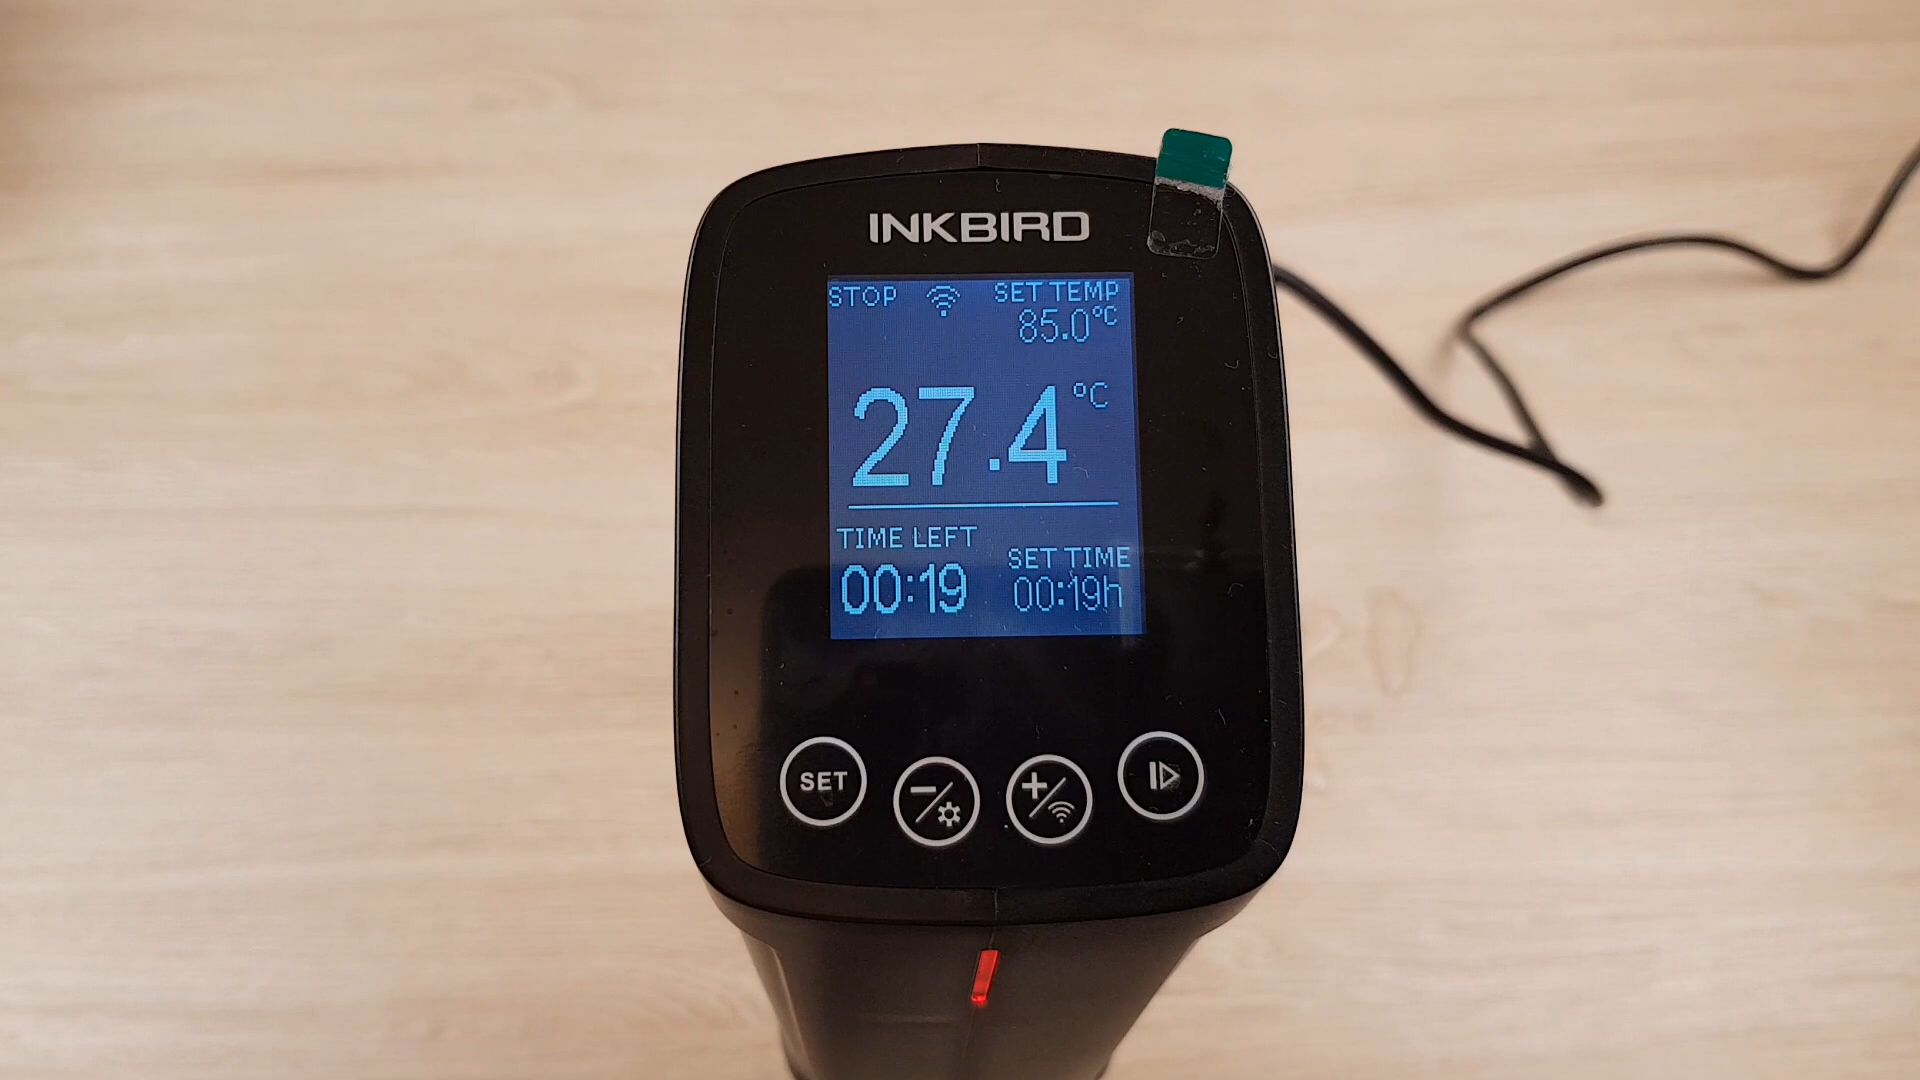 INKBIRD
STOP
SET TEMP
85.0°C
27.4°C
TIME LEFT
00:19
SET TIME
00:19h
SET